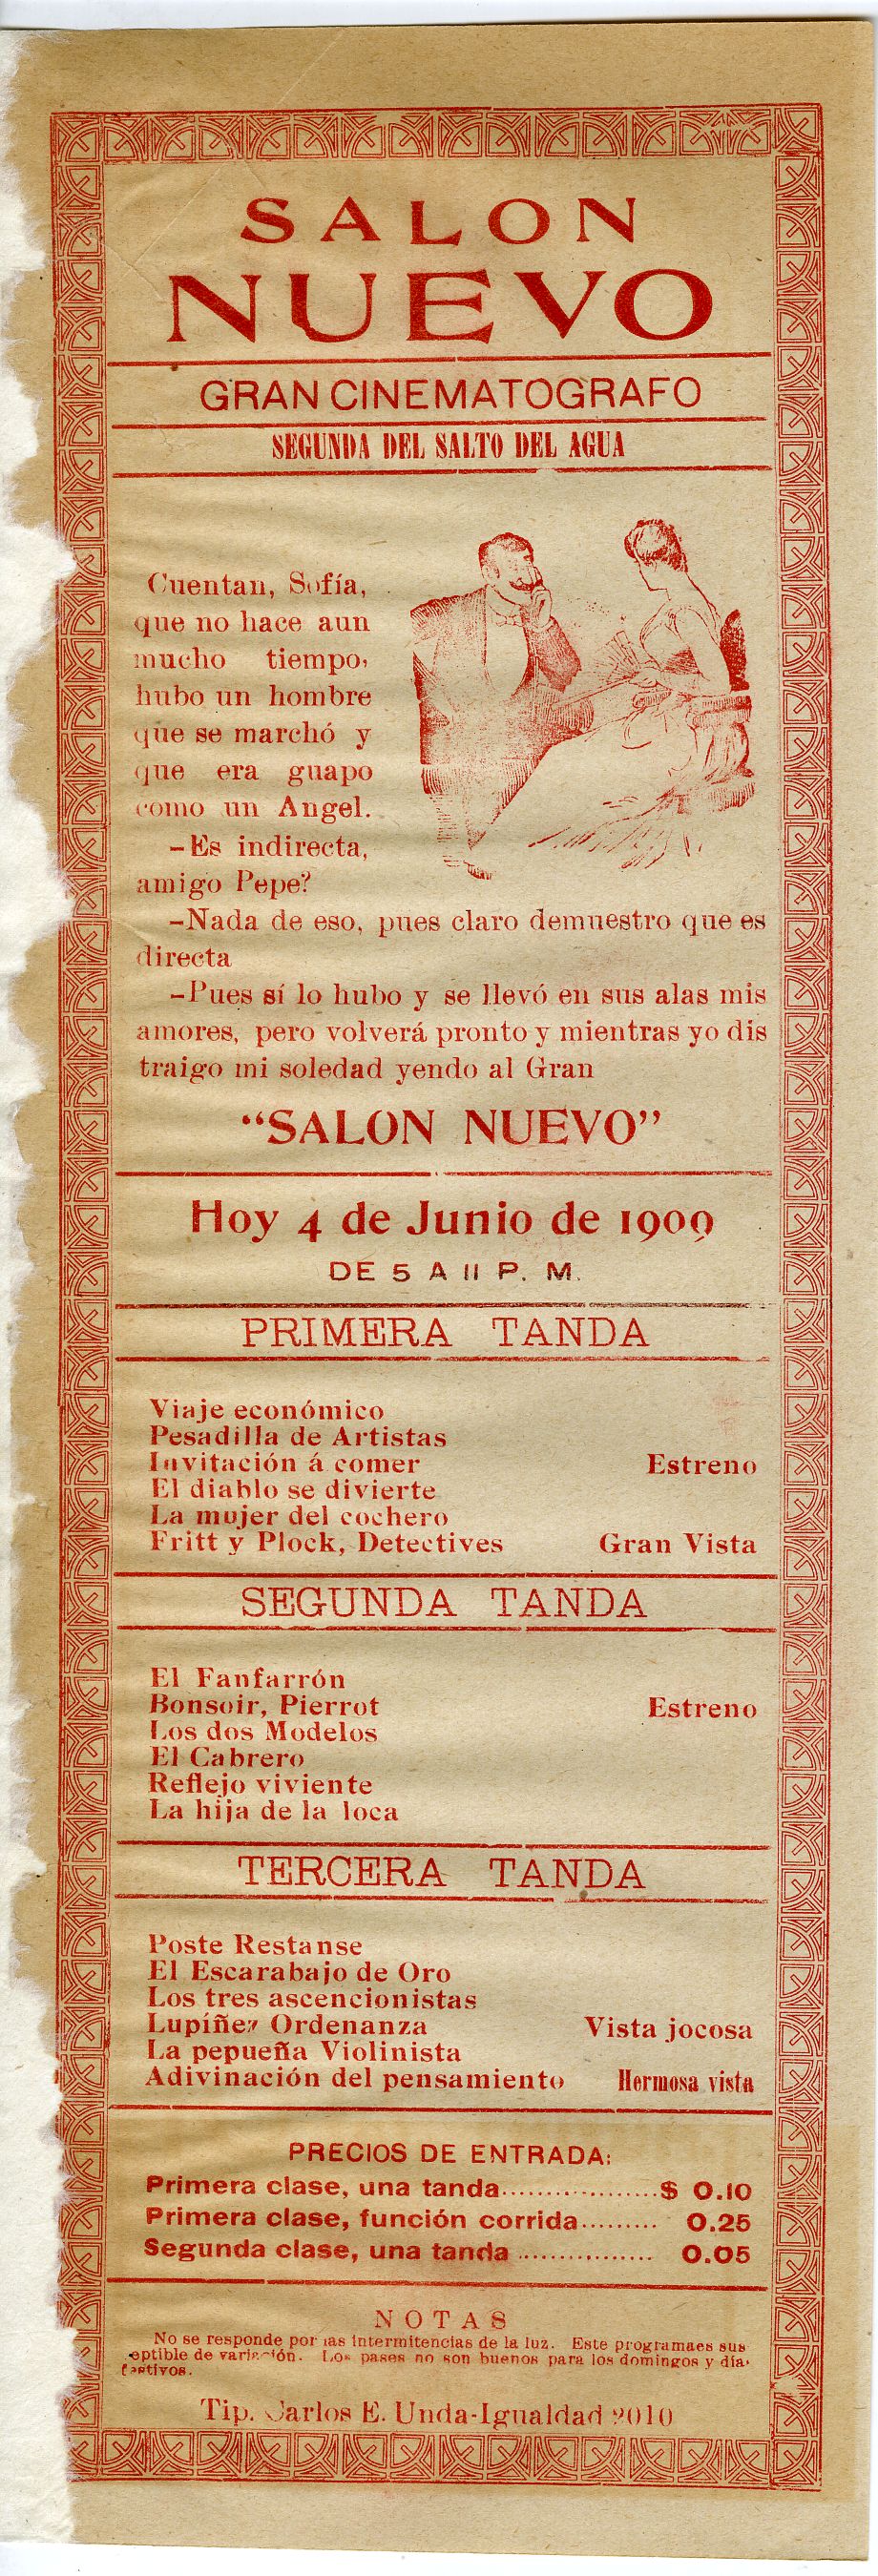 SALON
NUEVO
GRAN CINEMATOGRAFO
SEGUNDA DEL SALTO DEL AGUA
Cuentan, Sofía,
que no hace aun
mucho tiempo,
hubo un hombre
que se marchó y
que era guapo
como un Angel.
-Es indirecta,
amigo Pepe?
-Nada de eso, pues claro demuestro que es
directa
-Pues sí lo hubo y se llevó en sus alas mis
amores, pero volverá pronto y mientras yo dis
traigo mi soledad yendo al Gran
"SALON NUEVO"
Hoy 4 de Junio de 1909
DE 5 A 11 P. M.
PRIMERA TANDA
Viaje económico
Pesadilla de Artistas
Invitación á comer Estreno
El diablo se divierte
La mujer del cochero
Fritt y Plock, Detectives Gran Vista
SEGUNDA TANDA
El Fanfarrón
Bonsoir, Pierrot Estreno
Los dos Modelos
El Cabrero
Reflejo viviente
La hija de la loca
TERCERA TANDA
Poste Restanse
El Escarabajo de Oro
Los tres ascencionistas
Lupíñez Ordenanza Vista jocosa
La pepueña Violinista
Adivinación del pensamiento Hermosa vista
PRECIOS DE ENTRADA:
Primera clase, una tanda..................$ 0.10
Primera clase, función corrida......... 0.25
Segunda clase, una tanda ................ 0.05
NOTAS
No se responde por las intermitencias de la luz. Este programaes sus
eptible de variación. Los pases no son buenos para los domingos y día
festivos.
Tip. Carlos E. Unda-Igualdad 2010